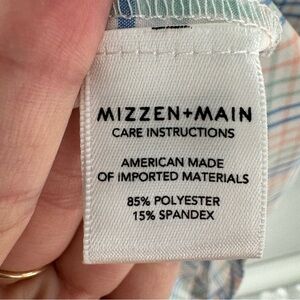 MIZZEN+MAIN
CARE INSTRUCTIONS
AMERICAN MADE
OF IMPORTED MATERIALS
85% POLYESTER
15% SPANDEX